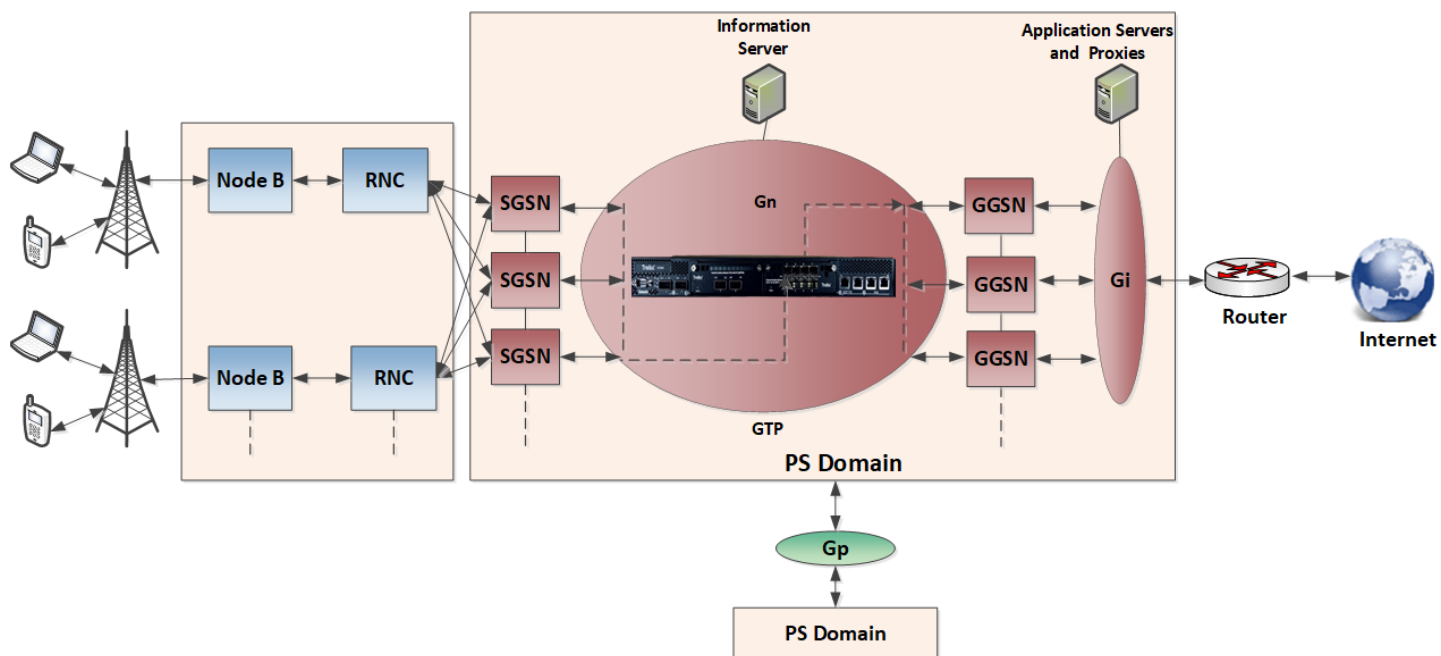 Information
Server
Application Servers
and Proxies
Node B
RNC
SGSN
Gn
GGSN
SGSN
GGSN
Gi
Router
Internet
Node B
RNC
SGSN
GGSN
GTP
PS Domain
Gp
PS Domain